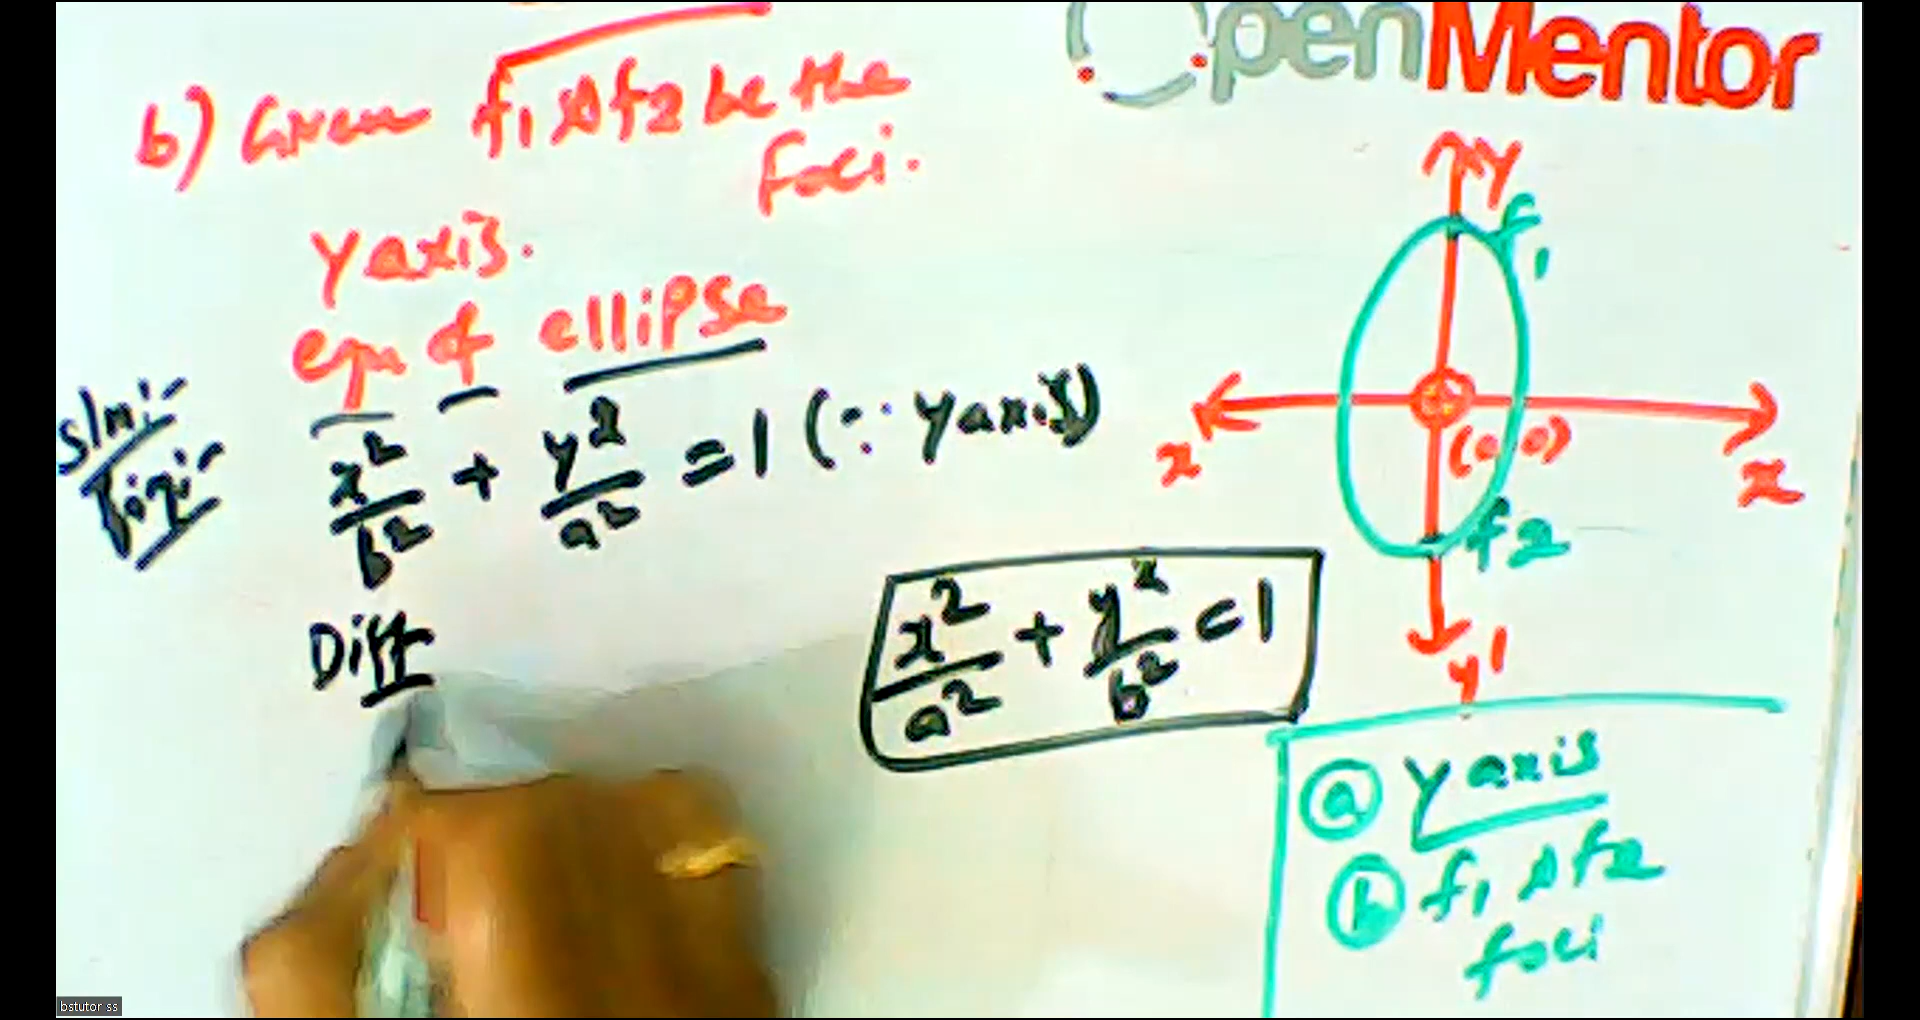 OpenMentor
b) Given f1 & f2 be the
foci.
y axis.
eqn of ellipse
x²/b² + y²/a² = 1 (∵ y axis)
Diff
x²/a² + y²/b² = 1
y
f1
x
(0,0)
x
f2
y1
a y axis
b f1 & f2
foci
bstutor ss